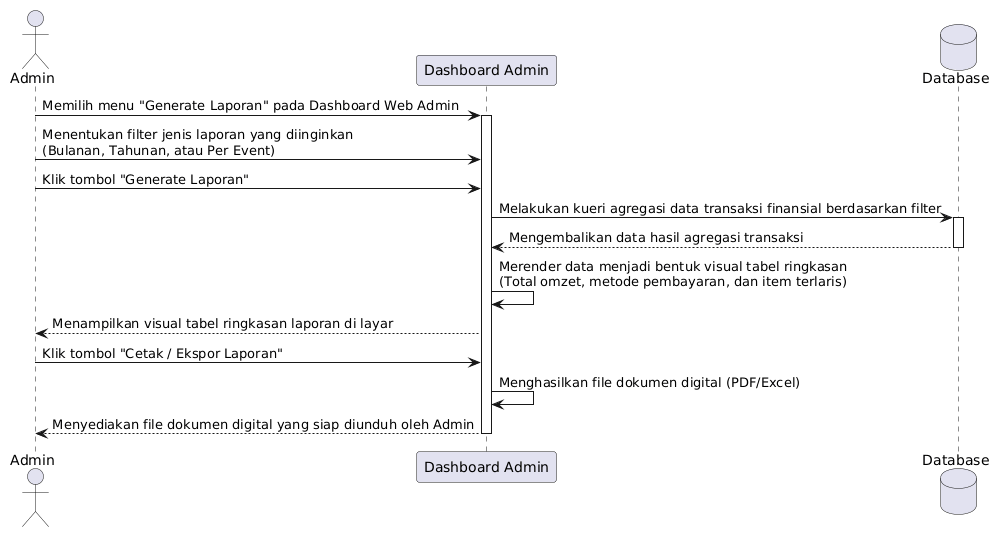 Admin
Dashboard Admin
Database
Memilih menu "Generate Laporan" pada Dashboard Web Admin
Menentukan filter jenis laporan yang diinginkan
(Bulanan, Tahunan, atau Per Event)
Klik tombol "Generate Laporan"
Melakukan kueri agregasi data transaksi finansial berdasarkan filter
Mengembalikan data hasil agregasi transaksi
Merender data menjadi bentuk visual tabel ringkasan
(Total omzet, metode pembayaran, dan item terlaris)
Menampilkan visual tabel ringkasan laporan di layar
Klik tombol "Cetak / Ekspor Laporan"
Menghasilkan file dokumen digital (PDF/Excel)
Menyediakan file dokumen digital yang siap diunduh oleh Admin
Admin
Dashboard Admin
Database